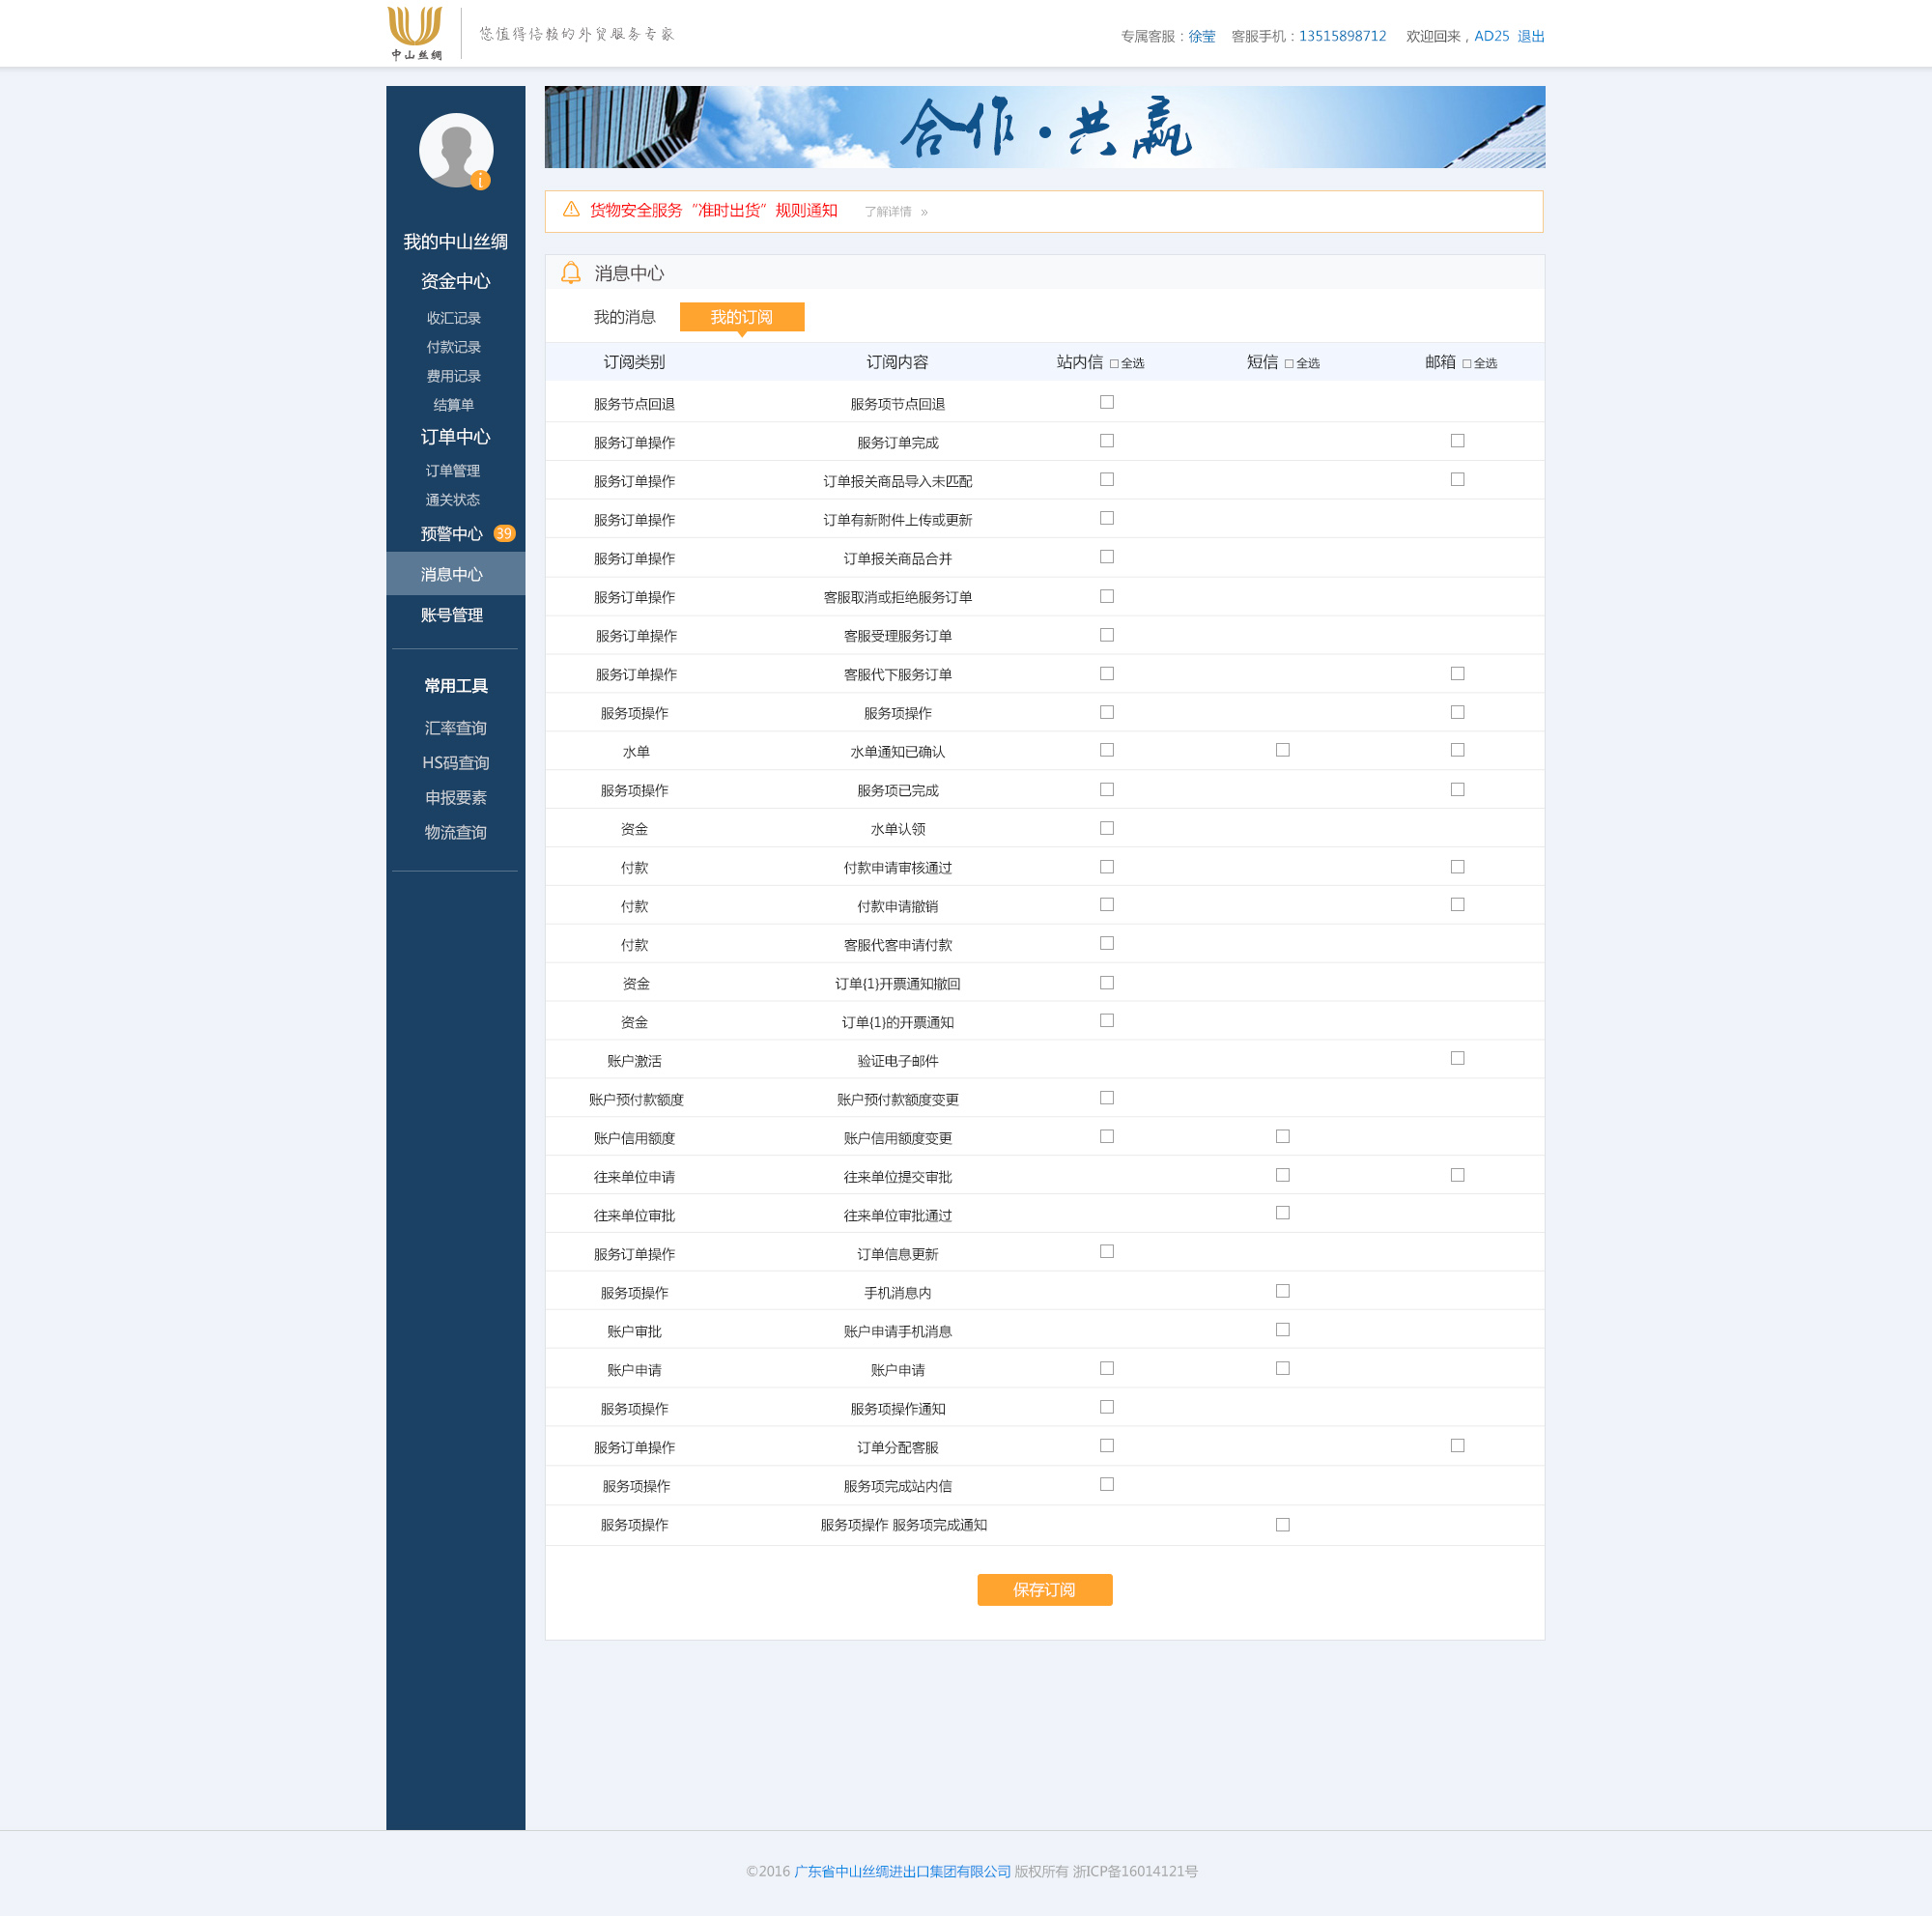 中山丝绸
您值得信赖的外贸服务专家
专属客服：徐莹 客服手机：13515898712 欢迎回来，AD25 退出
合作·共赢
货物安全服务“准时出货”规则通知 了解详情 »
我的中山丝绸
资金中心
收汇记录
付款记录
费用记录
结算单
订单中心
订单管理
通关状态
预警中心 39
消息中心
账号管理
常用工具
汇率查询
HS码查询
申报要素
物流查询
消息中心
我的消息 我的订阅
订阅类别 订阅内容 站内信 全选 短信 全选 邮箱 全选
服务节点回退 服务项节点回退
服务订单操作 服务订单完成
服务订单操作 订单报关商品导入未匹配
服务订单操作 订单有新附件上传或更新
服务订单操作 订单报关商品合并
服务订单操作 客服取消或拒绝服务订单
服务订单操作 客服受理服务订单
服务订单操作 客服代下服务订单
服务项操作 服务项操作
水单 水单通知已确认
服务项操作 服务项已完成
资金 水单认领
付款 付款申请审核通过
付款 付款申请撤销
付款 客服代客申请付款
资金 订单{1}开票通知撤回
资金 订单{1}的开票通知
账户激活 验证电子邮件
账户预付款额度 账户预付款额度变更
账户信用额度 账户信用额度变更
往来单位申请 往来单位提交审批
往来单位审批 往来单位审批通过
服务订单操作 订单信息更新
服务项操作 手机消息内
账户审批 账户申请手机消息
账户申请 账户申请
服务项操作 服务项操作通知
服务订单操作 订单分配客服
服务项操作 服务项完成站内信
服务项操作 服务项操作 服务项完成通知
保存订阅
©2016 广东省中山丝绸进出口集团有限公司 版权所有 浙ICP备16014121号